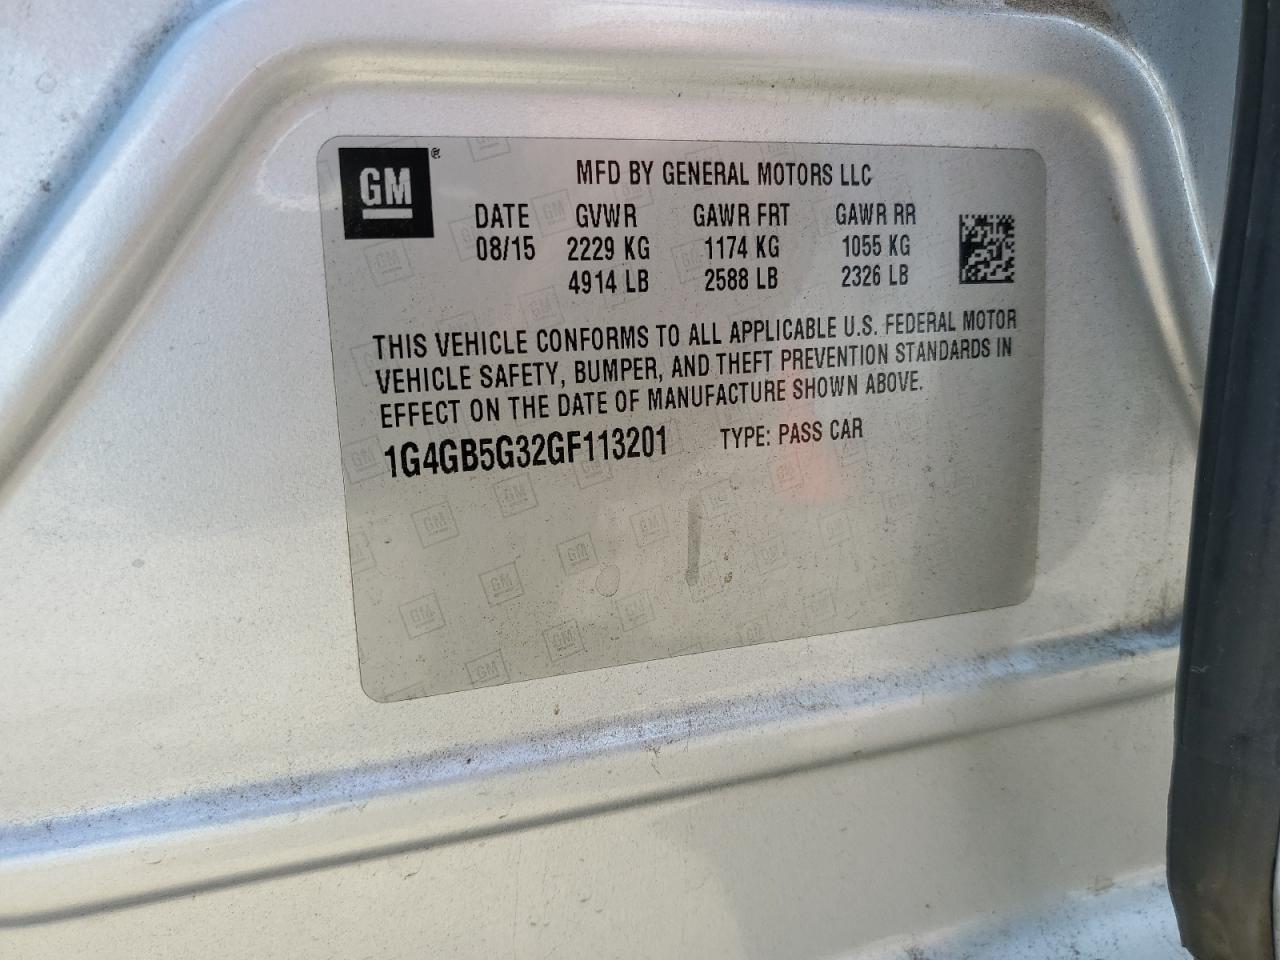 GM®
MFD BY GENERAL MOTORS LLC
DATE GVWR GAWR FRT GAWR RR
08/15 2229 KG 1174 KG 1055 KG
4914 LB 2588 LB 2326 LB
THIS VEHICLE CONFORMS TO ALL APPLICABLE U.S. FEDERAL MOTOR
VEHICLE SAFETY, BUMPER, AND THEFT PREVENTION STANDARDS IN
EFFECT ON THE DATE OF MANUFACTURE SHOWN ABOVE.
1G4GB5G32GF113201 TYPE: PASS CAR